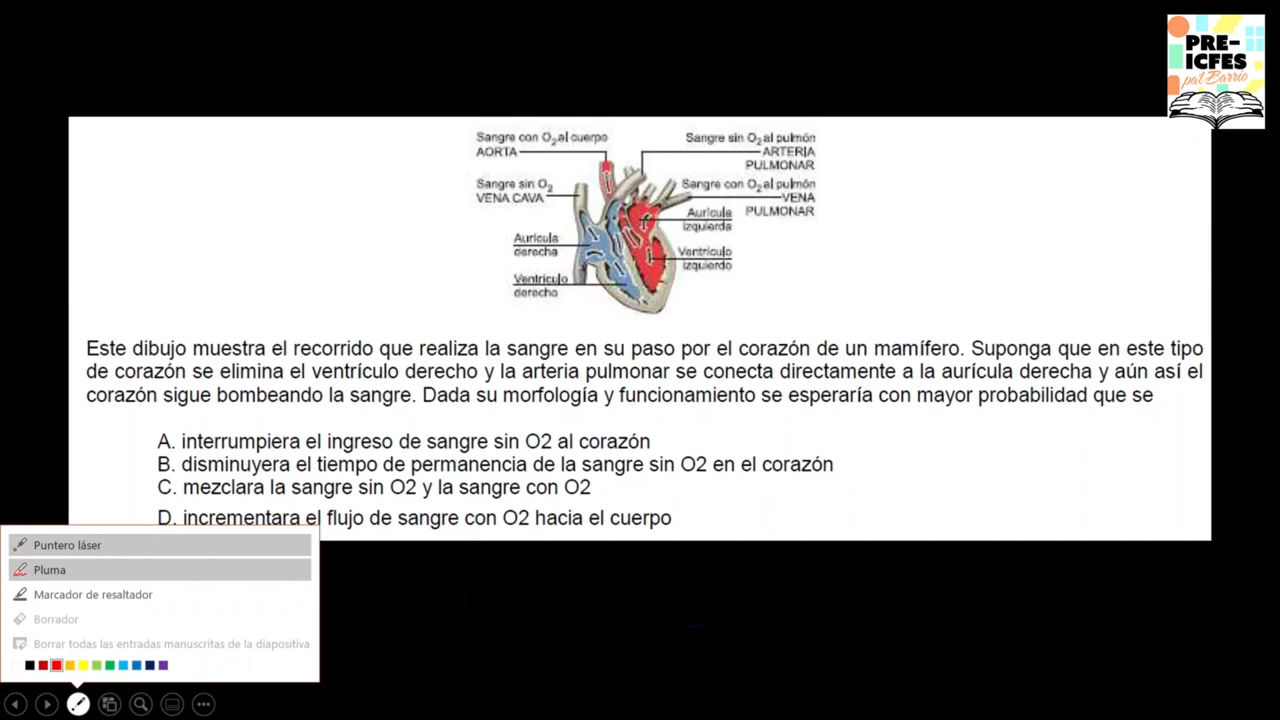 PRE-
ICFES
pal Barrio
Sangre con O2 al cuerpo
AORTA
Sangre sin O2
VENA CAVA
Aurícula
derecha
Ventrículo
derecho
Sangre sin O2 al pulmón
ARTERIA
PULMONAR
Sangre con O2 al pulmón
VENA
PULMONAR
Aurícula
izquierda
Ventrículo
izquierdo
Este dibujo muestra el recorrido que realiza la sangre en su paso por el corazón de un mamífero. Suponga que en este tipo
de corazón se elimina el ventrículo derecho y la arteria pulmonar se conecta directamente a la aurícula derecha y aún así el
corazón sigue bombeando la sangre. Dada su morfología y funcionamiento se esperaría con mayor probabilidad que se
A. interrumpiera el ingreso de sangre sin O2 al corazón
B. disminuyera el tiempo de permanencia de la sangre sin O2 en el corazón
C. mezclara la sangre sin O2 y la sangre con O2
D. incrementara el flujo de sangre con O2 hacia el cuerpo
Puntero láser
Pluma
Marcador de resaltador
Borrador
Borrar todas las entradas manuscritas de la diapositiva